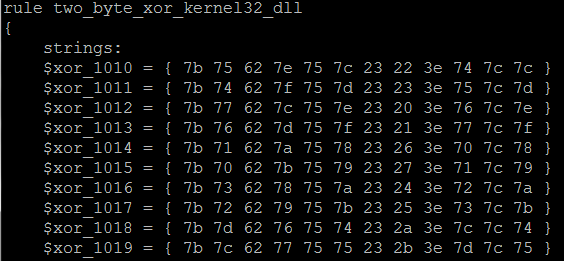 rule two_byte_xor_kernel32_dll
{
strings:
$xor_1010 = { 7b 75 62 7e 75 7c 23 22 3e 74 7c 7c }
$xor_1011 = { 7b 74 62 7f 75 7d 23 23 3e 75 7c 7d }
$xor_1012 = { 7b 77 62 7c 75 7e 23 20 3e 76 7c 7e }
$xor_1013 = { 7b 76 62 7d 75 7f 23 21 3e 77 7c 7f }
$xor_1014 = { 7b 71 62 7a 75 78 23 26 3e 70 7c 78 }
$xor_1015 = { 7b 70 62 7b 75 79 23 27 3e 71 7c 79 }
$xor_1016 = { 7b 73 62 78 75 7a 23 24 3e 72 7c 7a }
$xor_1017 = { 7b 72 62 79 75 7b 23 25 3e 73 7c 7b }
$xor_1018 = { 7b 7d 62 76 75 74 23 2a 3e 7c 7c 74 }
$xor_1019 = { 7b 7c 62 77 75 75 23 2b 3e 7d 7c 75 }